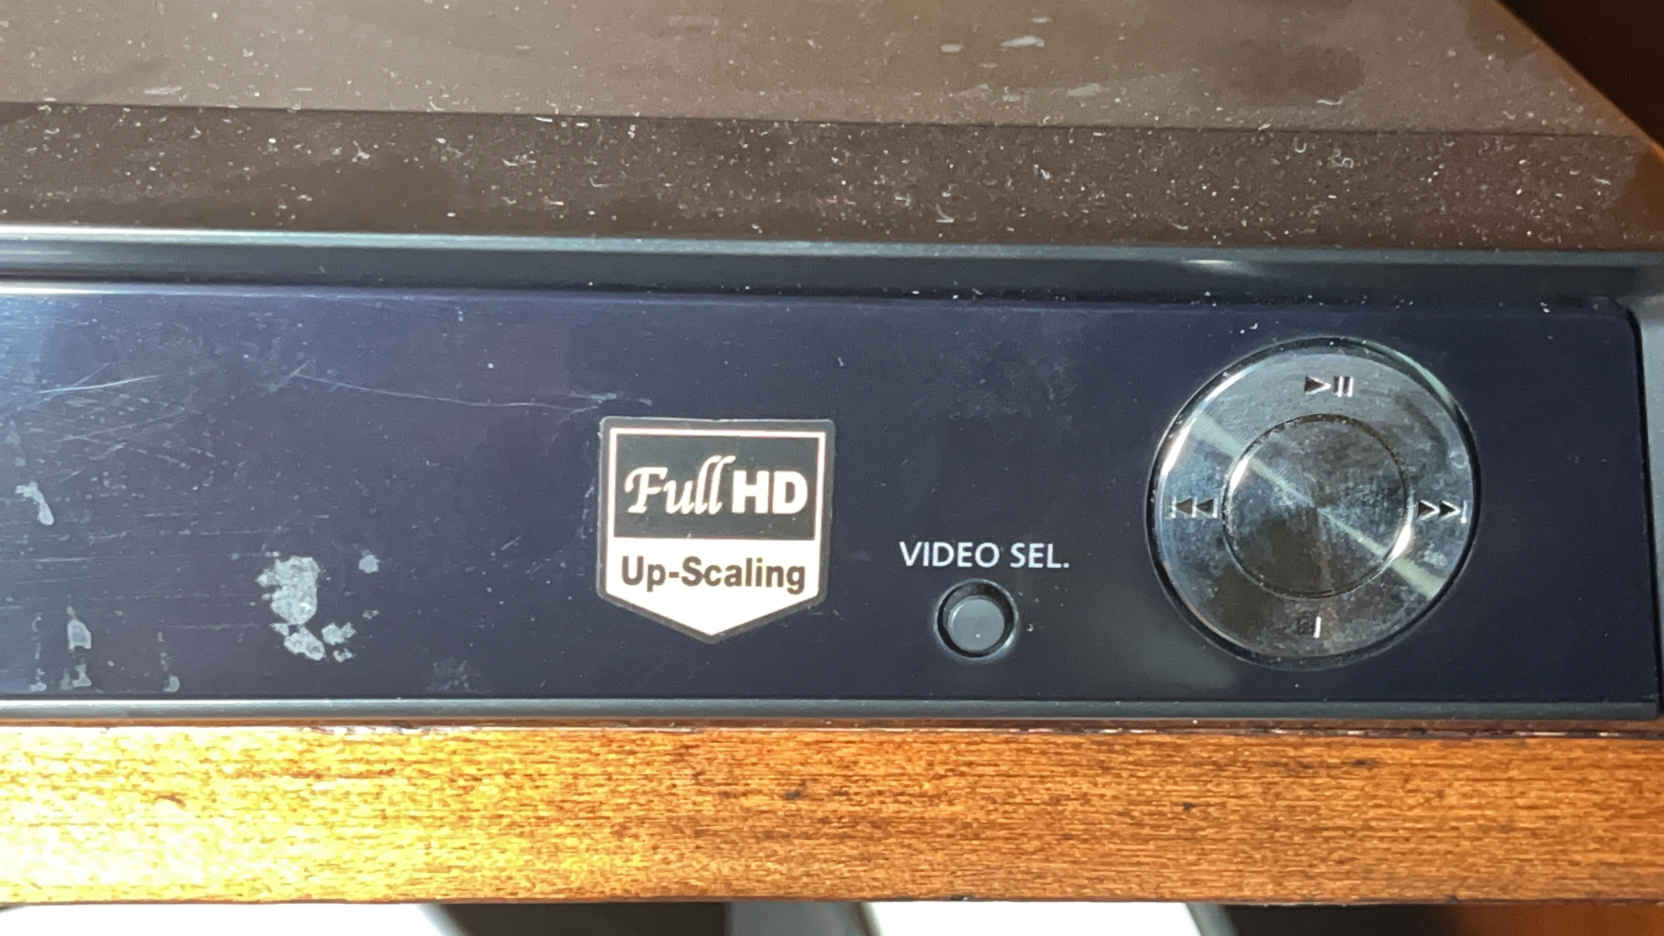 Full HD
Up-Scaling
VIDEO SEL.